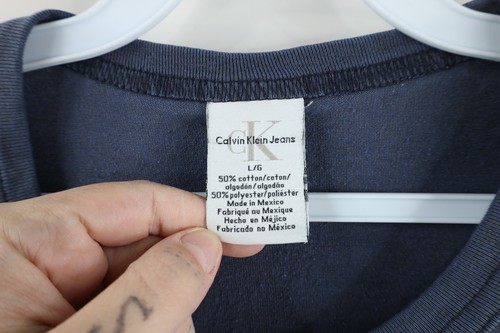 CK
Calvin Klein Jeans
L/G
50% cotton/coton/
algodón/algodão
50% polyester/poliéster
Made in Mexico
Fabriqué au Mexique
Hecho en Méjico
Fabricado no México